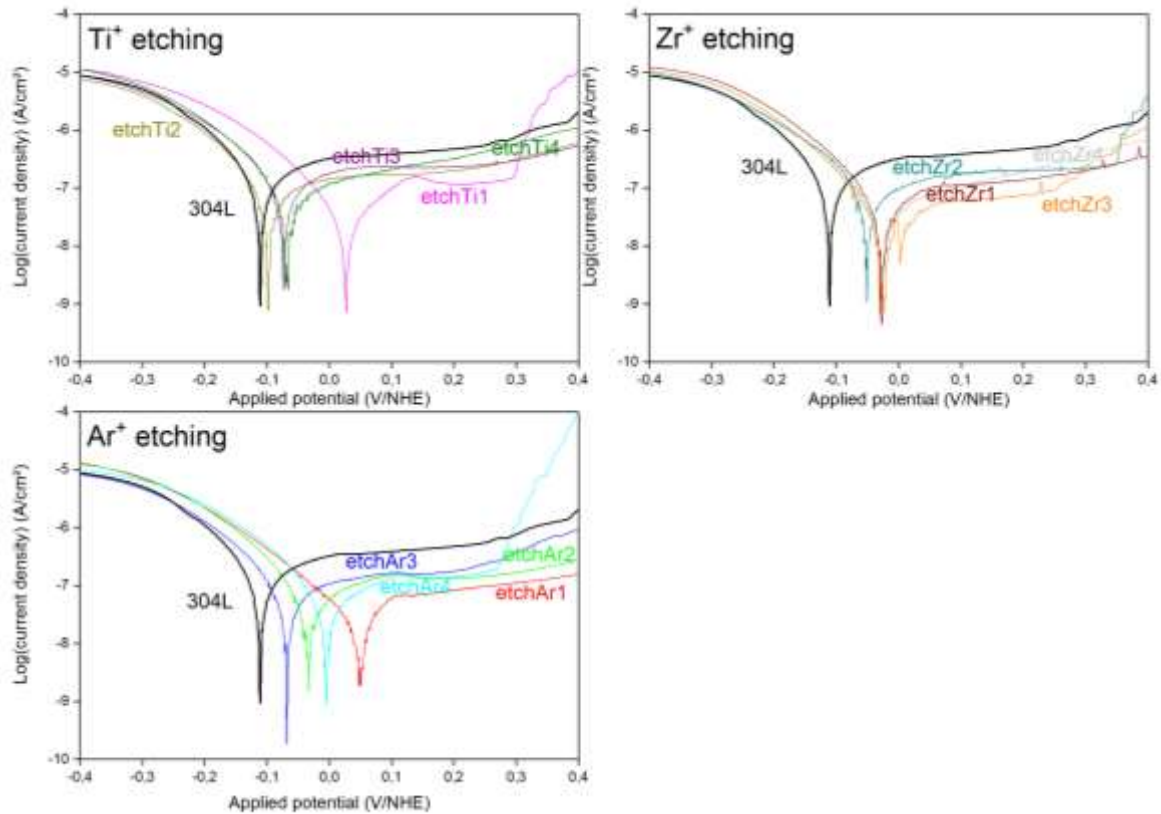 Ti⁺ etching
Log(current density) (A/cm²)
-4
-5
-6
-7
-8
-9
-10
etchTi2
etchTi3
etchTi4
304L
etchTi1
-0,4 -0,3 -0,2 -0,1 0,0 0,1 0,2 0,3 0,4
Applied potential (V/NHE)
Zr⁺ etching
Log(current density) (A/cm²)
-4
-5
-6
-7
-8
-9
-10
304L
etchZr4
etchZr2
etchZr1
etchZr3
-0,4 -0,3 -0,2 -0,1 0,0 0,1 0,2 0,3 0,4
Applied potential (V/NHE)
Ar⁺ etching
Log(current density) (A/cm²)
-4
-5
-6
-7
-8
-9
-10
etchAr3
etchAr2
etchAr4
304L
etchAr1
-0,4 -0,3 -0,2 -0,1 0,0 0,1 0,2 0,3 0,4
Applied potential (V/NHE)